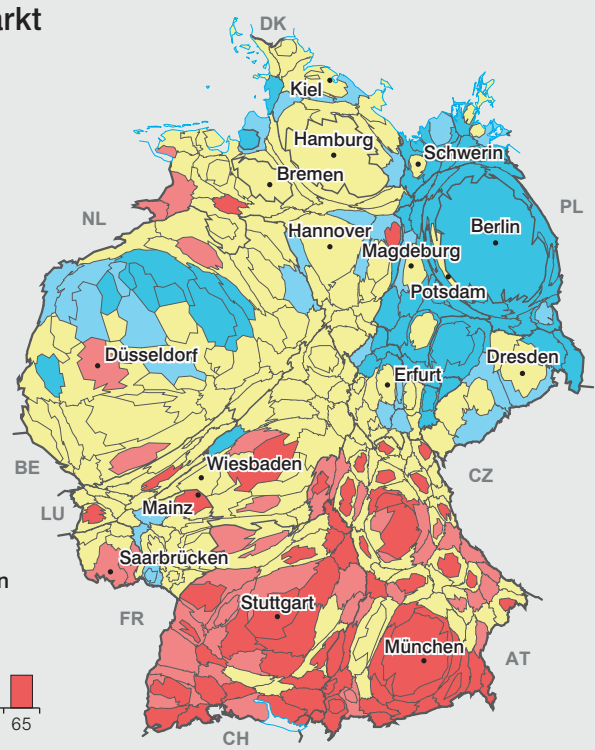 arkt
DK
Kiel
Hamburg
Schwerin
Bremen
PL
NL
Hannover
Berlin
Magdeburg
Potsdam
Düsseldorf
Dresden
Erfurt
BE
Wiesbaden
CZ
LU
Mainz
Saarbrücken
n
FR
Stuttgart
München
AT
65
CH